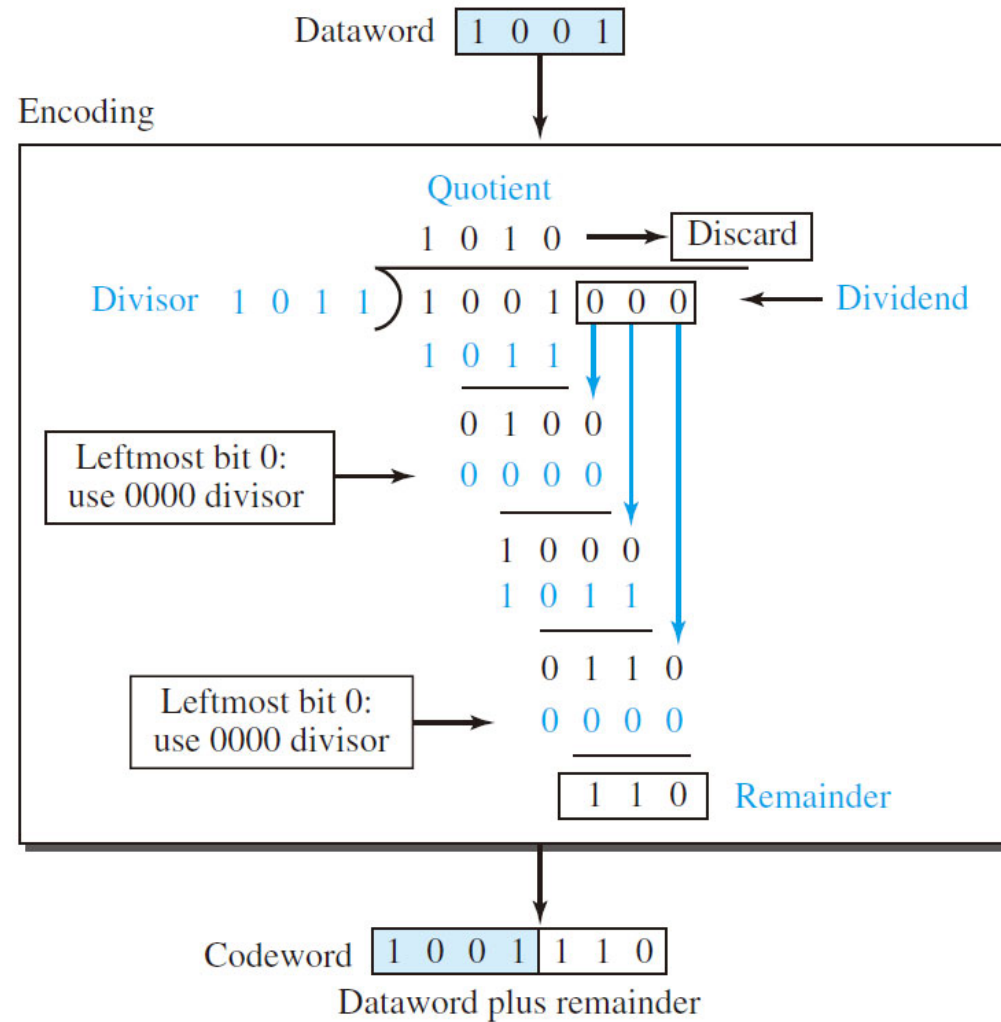 Dataword 1 0 0 1
Encoding
Quotient
1 0 1 0 Discard
Divisor 1 0 1 1 1 0 0 1 0 0 0 Dividend
1 0 1 1
0 1 0 0
Leftmost bit 0:
use 0000 divisor
0 0 0 0
1 0 0 0
1 0 1 1
0 1 1 0
Leftmost bit 0:
use 0000 divisor
0 0 0 0
1 1 0 Remainder
Codeword 1 0 0 1 1 1 0
Dataword plus remainder